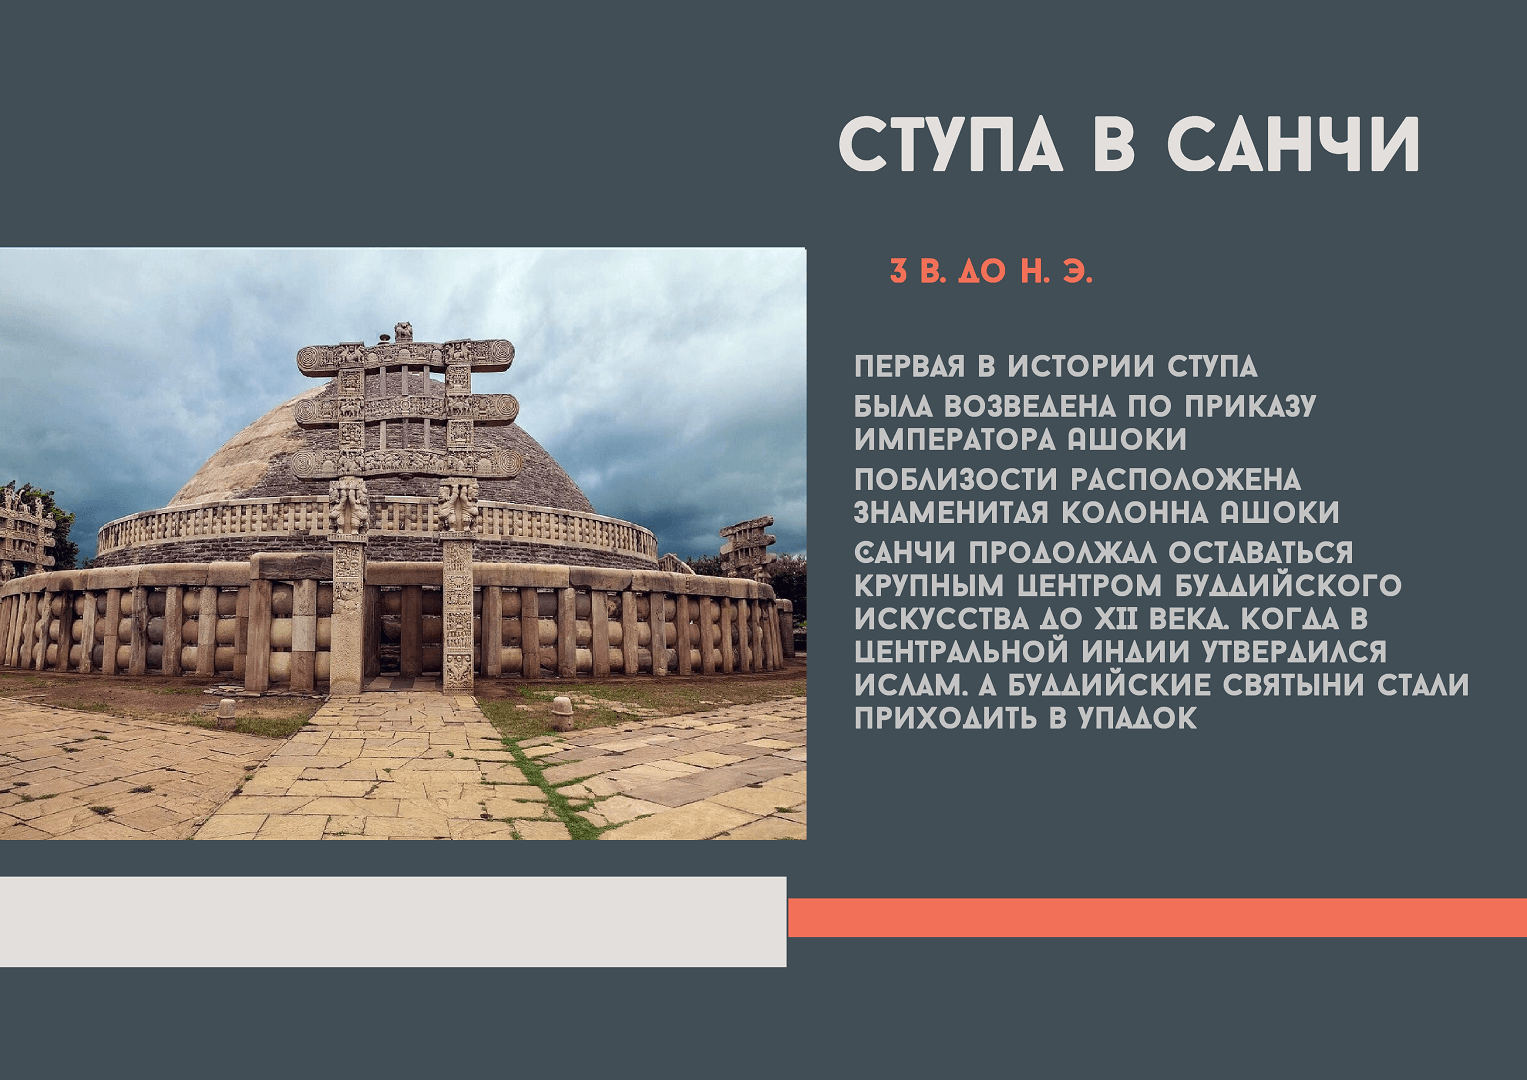 СТУПА В САНЧИ
3 В. ДО Н. Э.
ПЕРВАЯ В ИСТОРИИ СТУПА
БЫЛА ВОЗВЕДЕНА ПО ПРИКАЗУ
ИМПЕРАТОРА АШОКИ
ПОБЛИЗОСТИ РАСПОЛОЖЕНА
ЗНАМЕНИТАЯ КОЛОННА АШОКИ
САНЧИ ПРОДОЛЖАЛ ОСТАВАТЬСЯ
КРУПНЫМ ЦЕНТРОМ БУДДИЙСКОГО
ИСКУССТВА ДО XII ВЕКА. КОГДА В
ЦЕНТРАЛЬНОЙ ИНДИИ УТВЕРДИЛСЯ
ИСЛАМ. А БУДДИЙСКИЕ СВЯТЫНИ СТАЛИ
ПРИХОДИТЬ В УПАДОК